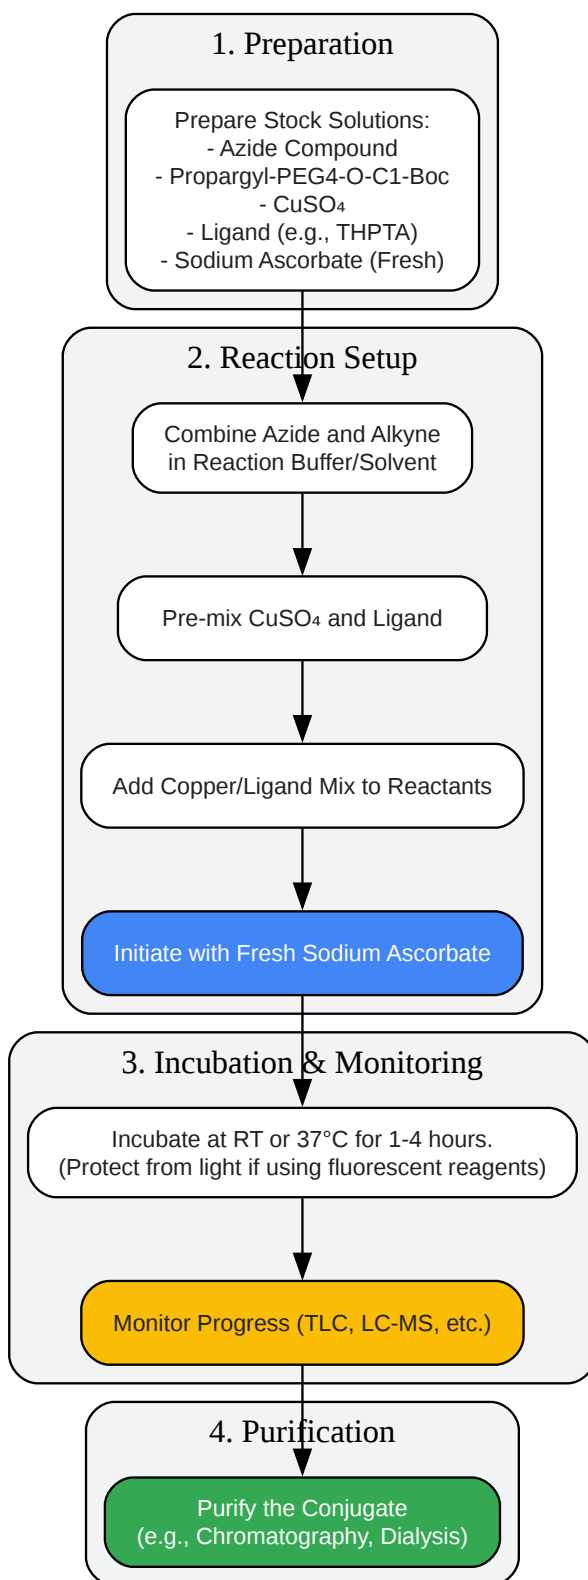 1. Preparation
Prepare Stock Solutions:
- Azide Compound
- Propargyl-PEG4-O-C1-Boc
- CuSO₄
- Ligand (e.g., THPTA)
- Sodium Ascorbate (Fresh)
2. Reaction Setup
Combine Azide and Alkyne
in Reaction Buffer/Solvent
Pre-mix CuSO₄ and Ligand
Add Copper/Ligand Mix to Reactants
Initiate with Fresh Sodium Ascorbate
3. Incubation & Monitoring
Incubate at RT or 37°C for 1-4 hours.
(Protect from light if using fluorescent reagents)
Monitor Progress (TLC, LC-MS, etc.)
4. Purification
Purify the Conjugate
(e.g., Chromatography, Dialysis)